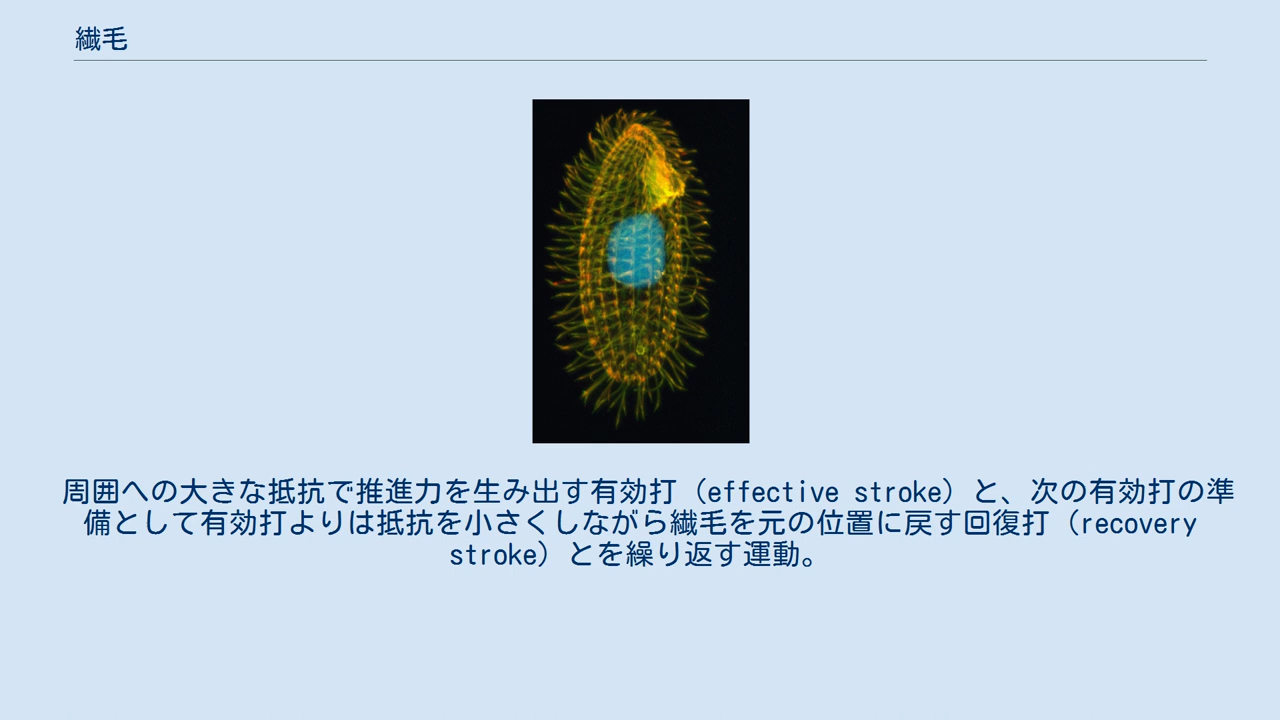 繊毛
周囲への大きな抵抗で推進力を生み出す有効打（effective stroke）と、次の有効打の準
備として有効打よりは抵抗を小さくしながら繊毛を元の位置に戻す回復打（recovery
stroke）とを繰り返す運動。